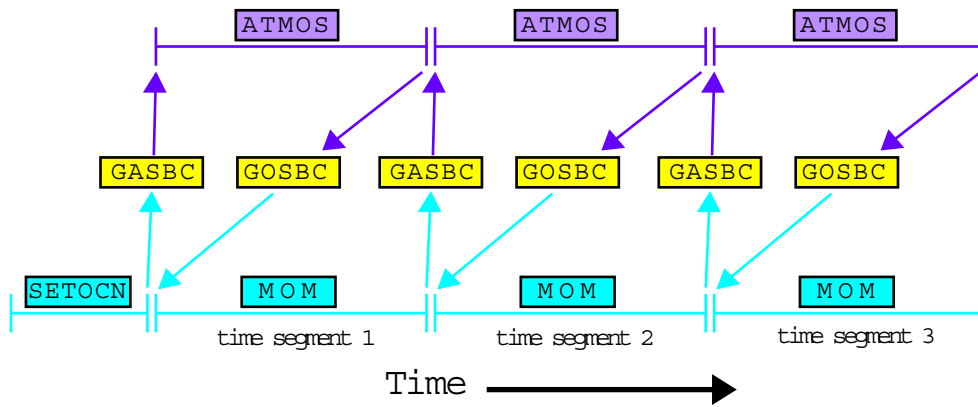 ATMOS ATMOS ATMOS
GASBC GOSBC GASBC GOSBC GASBC GOSBC
SETOCN MOM MOM MOM
time segment 1 time segment 2 time segment 3
Time